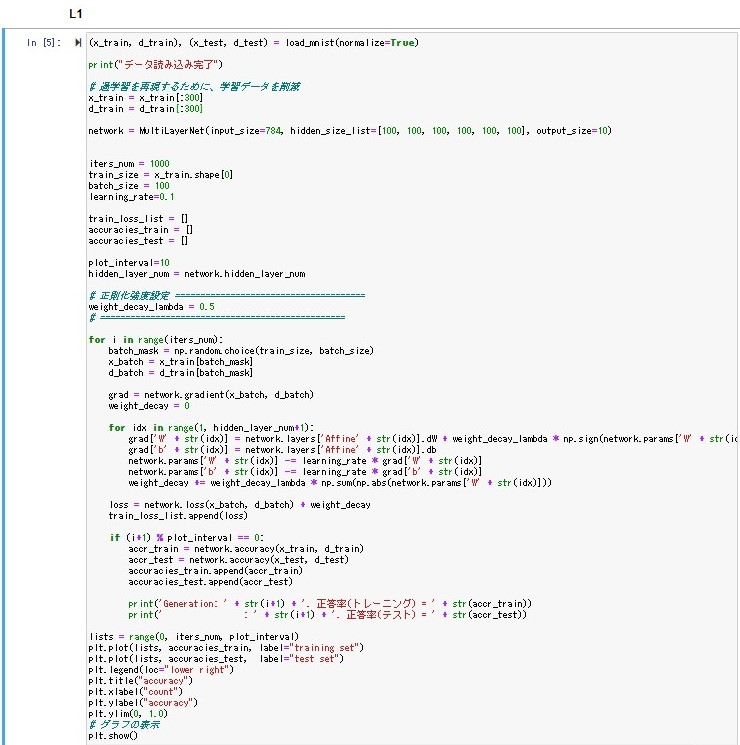 L1
In [5]:
(x_train, d_train), (x_test, d_test) = load_mnist(normalize=True)
print("データ読み込み完了")
# 過学習を再現するために、学習データを削減
x_train = x_train[:300]
d_train = d_train[:300]
network = MultiLayerNet(input_size=784, hidden_size_list=[100, 100, 100, 100, 100, 100], output_size=10)
iters_num = 1000
train_size = x_train.shape[0]
batch_size = 100
learning_rate=0.1
train_loss_list = []
accuracies_train = []
accuracies_test = []
plot_interval=10
hidden_layer_num = network.hidden_layer_num
# 正則化強度設定 ======================================
weight_decay_lambda = 0.5
# =================================================
for i in range(iters_num):
    batch_mask = np.random.choice(train_size, batch_size)
    x_batch = x_train[batch_mask]
    d_batch = d_train[batch_mask]
    grad = network.gradient(x_batch, d_batch)
    weight_decay = 0
    for idx in range(1, hidden_layer_num+1):
        grad['W' + str(idx)] = network.layers['Affine' + str(idx)].dW + weight_decay_lambda * np.sign(network.params['W' + str(id
        grad['b' + str(idx)] = network.layers['Affine' + str(idx)].db
        network.params['W' + str(idx)] -= learning_rate * grad['W' + str(idx)]
        network.params['b' + str(idx)] -= learning_rate * grad['b' + str(idx)]
        weight_decay += weight_decay_lambda * np.sum(np.abs(network.params['W' + str(idx)]))
    loss = network.loss(x_batch, d_batch) + weight_decay
    train_loss_list.append(loss)
    if (i+1) % plot_interval == 0:
        accr_train = network.accuracy(x_train, d_train)
        accr_test = network.accuracy(x_test, d_test)
        accuracies_train.append(accr_train)
        accuracies_test.append(accr_test)
        print('Generation: ' + str(i+1) + '. 正答率(トレーニング) = ' + str(accr_train))
        print('                : ' + str(i+1) + '. 正答率(テスト) = ' + str(accr_test))
lists = range(0, iters_num, plot_interval)
plt.plot(lists, accuracies_train, label="training set")
plt.plot(lists, accuracies_test,  label="test set")
plt.legend(loc="lower right")
plt.title("accuracy")
plt.xlabel("count")
plt.ylabel("accuracy")
plt.ylim(0, 1.0)
# グラフの表示
plt.show()